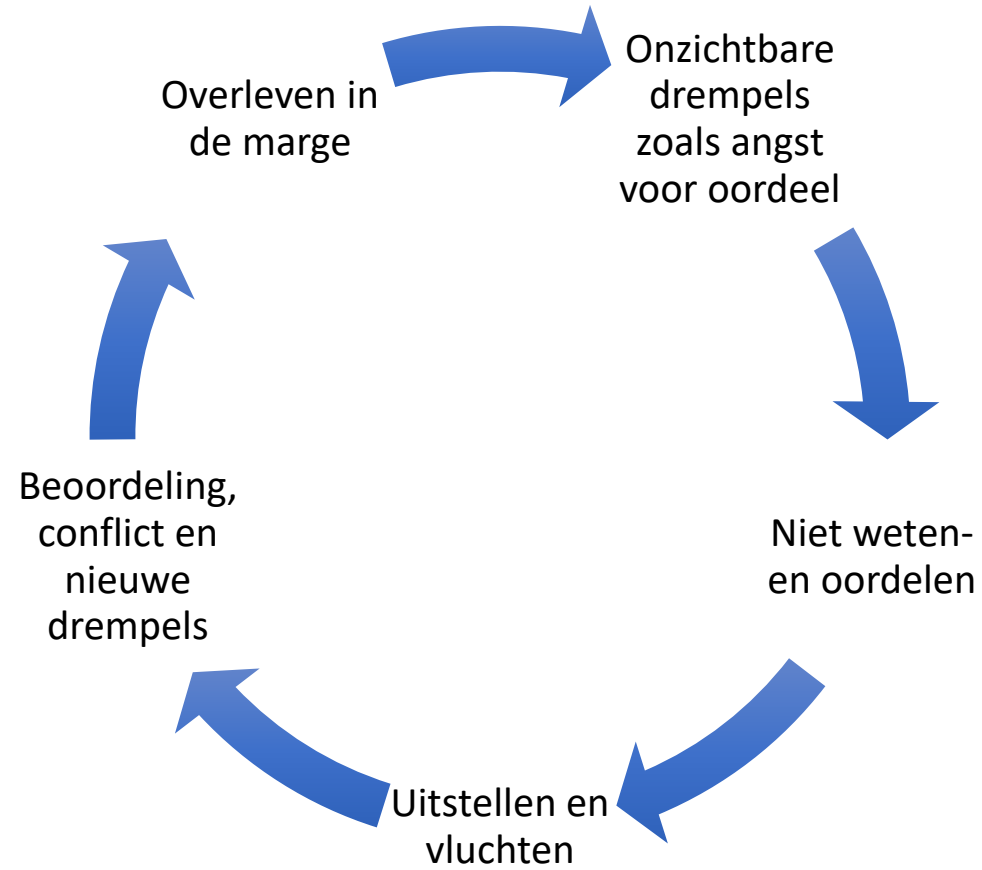 Onzichtbare
drempels
zoals angst
voor oordeel
Niet weten-
en oordelen
Uitstellen en
vluchten
Beoordeling,
conflict en
nieuwe
drempels
Overleven in
de marge